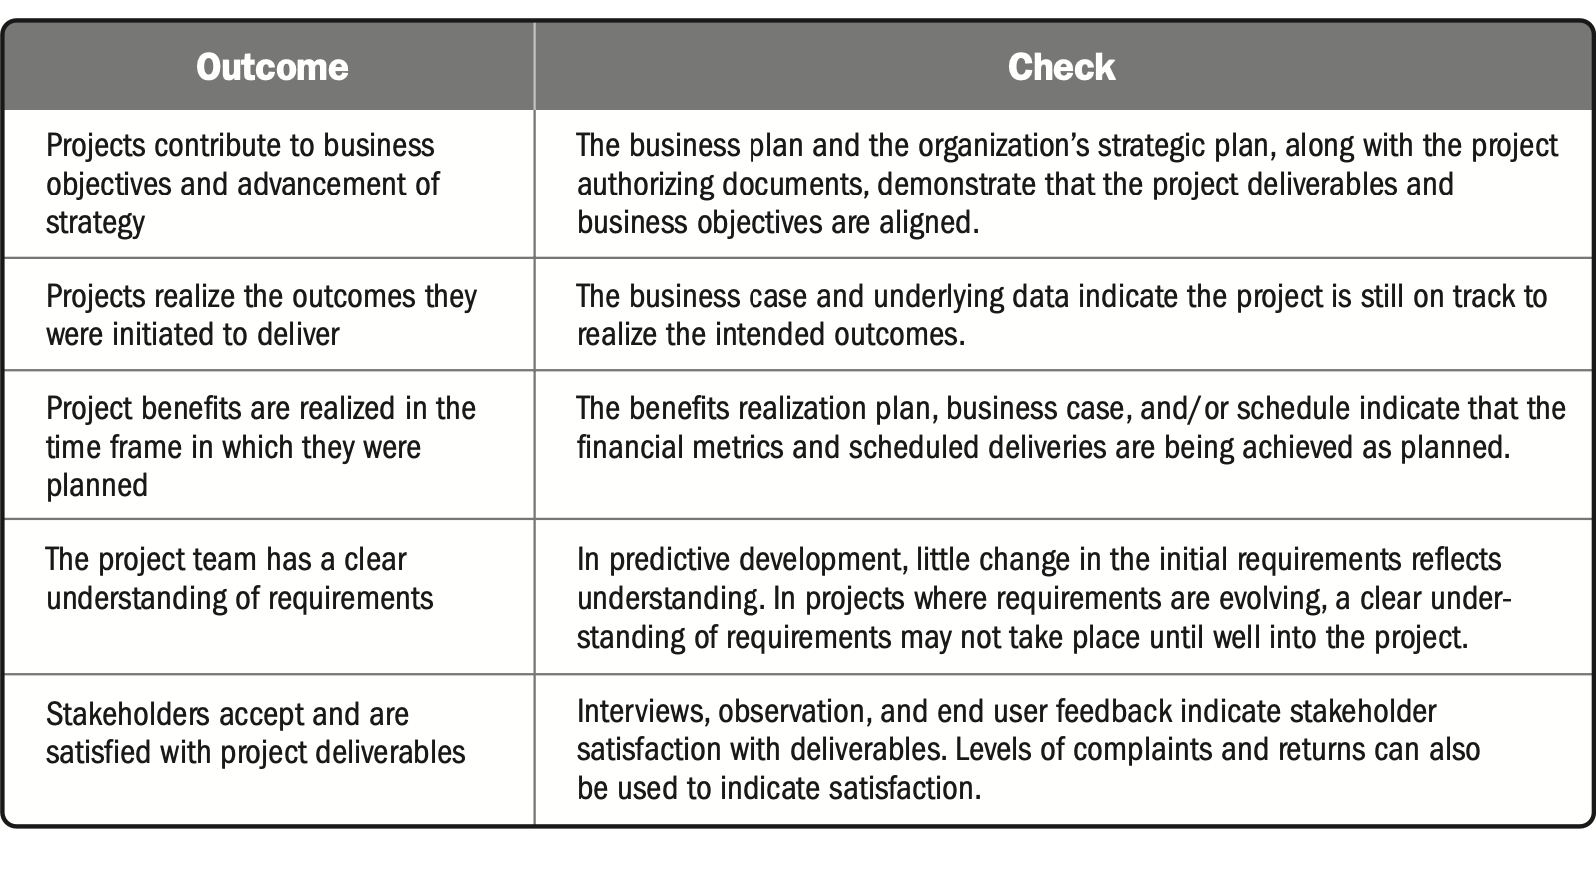 Outcome
Check
Projects contribute to business
objectives and advancement of
strategy
The business plan and the organization’s strategic plan, along with the project
authorizing documents, demonstrate that the project deliverables and
business objectives are aligned.
Projects realize the outcomes they
were initiated to deliver
The business case and underlying data indicate the project is still on track to
realize the intended outcomes.
Project benefits are realized in the
time frame in which they were
planned
The benefits realization plan, business case, and/or schedule indicate that the
financial metrics and scheduled deliveries are being achieved as planned.
The project team has a clear
understanding of requirements
In predictive development, little change in the initial requirements reflects
understanding. In projects where requirements are evolving, a clear under-
standing of requirements may not take place until well into the project.
Stakeholders accept and are
satisfied with project deliverables
Interviews, observation, and end user feedback indicate stakeholder
satisfaction with deliverables. Levels of complaints and returns can also
be used to indicate satisfaction.